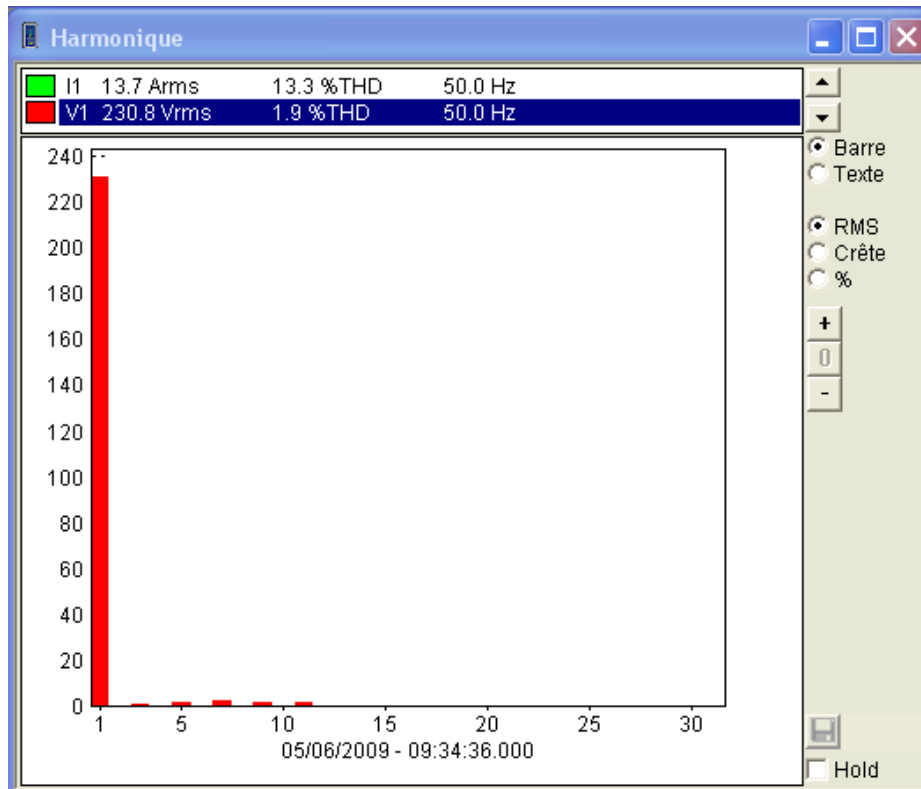 Harmonique
I1 13.7 Arms 13.3 %THD 50.0 Hz
V1 230.8 Vrms 1.9 %THD 50.0 Hz
Barre
Texte
RMS
Crête
%
+
0
-
240
220
200
180
160
140
120
100
80
60
40
20
0
1 5 10 15 20 25 30
05/06/2009 - 09:34:36.000
Hold